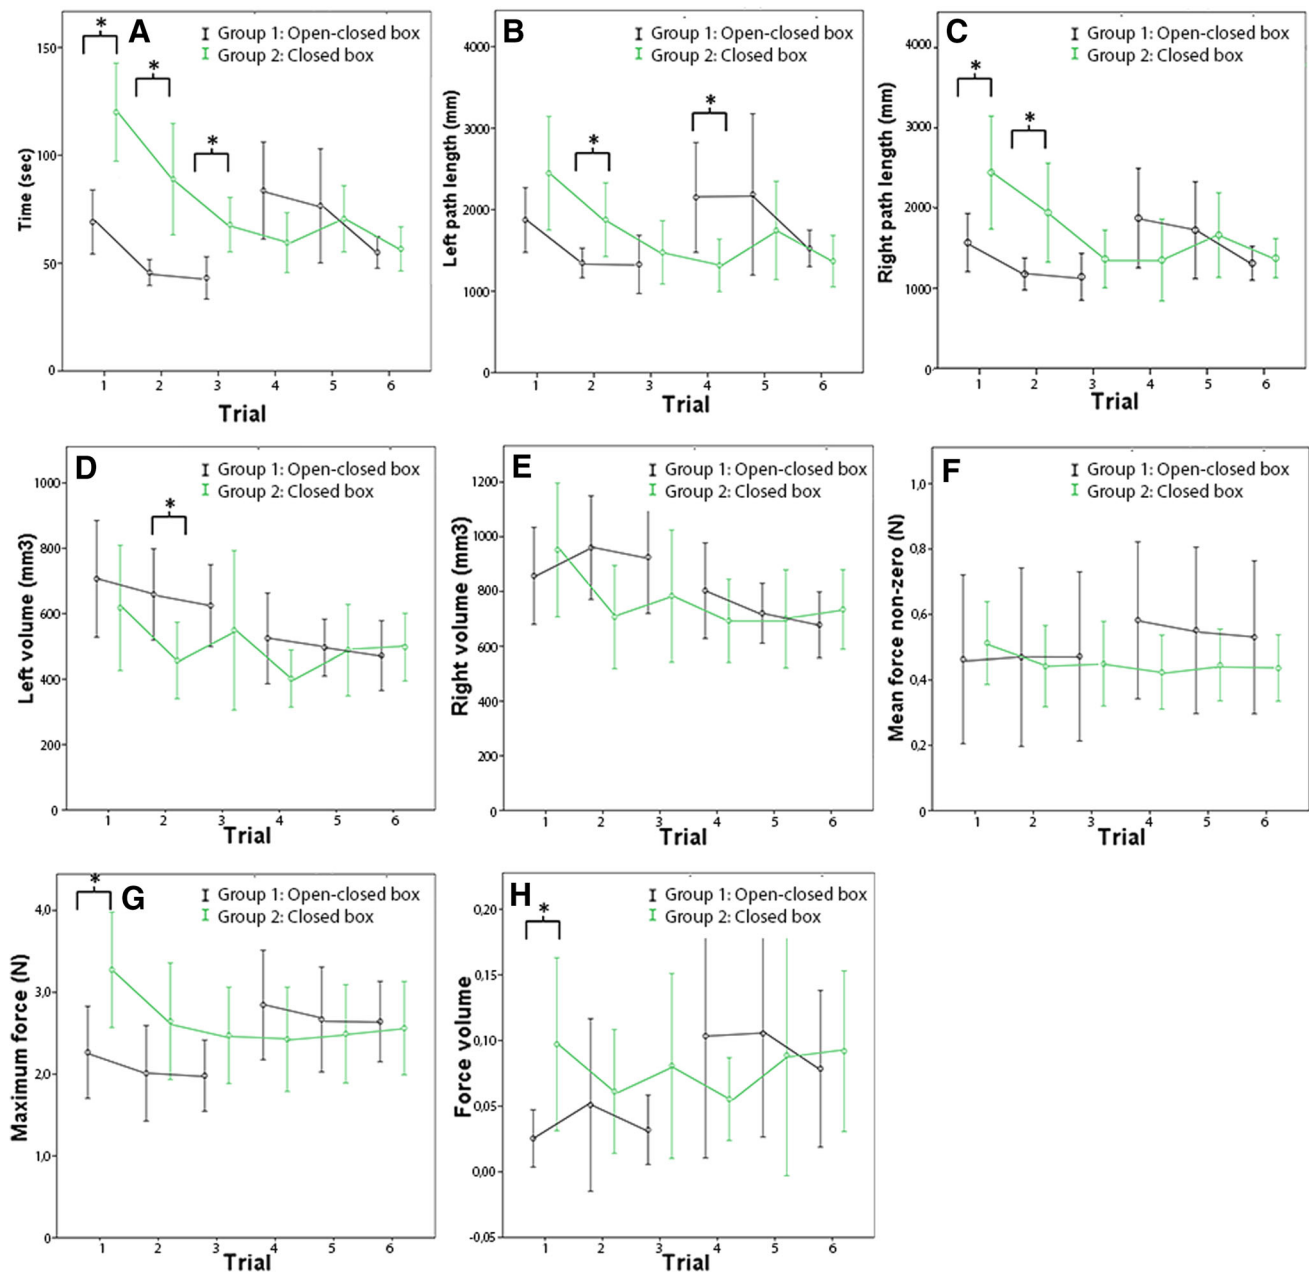 A
* Group 1: Open-closed box
Group 2: Closed box
*
*
150
100
50
0
Time (sec)
1 2 3 4 5 6
Trial
B
Group 1: Open-closed box
Group 2: Closed box
*
*
4000
3000
2000
1000
0
Left path length (mm)
1 2 3 4 5 6
Trial
C
Group 1: Open-closed box
Group 2: Closed box
*
*
4000
3000
2000
1000
0
Right path length (mm)
1 2 3 4 5 6
Trial
D
Group 1: Open-closed box
Group 2: Closed box
*
1000
800
600
400
200
0
Left volume (mm3)
1 2 3 4 5 6
Trial
E
Group 1: Open-closed box
Group 2: Closed box
1200
1000
800
600
400
200
0
Right volume (mm3)
1 2 3 4 5 6
Trial
F
Group 1: Open-closed box
Group 2: Closed box
1,0
0,8
0,6
0,4
0,2
0
Mean force non-zero (N)
1 2 3 4 5 6
Trial
G
* Group 1: Open-closed box
Group 2: Closed box
4,0
3,0
2,0
1,0
0
Maximum force (N)
1 2 3 4 5 6
Trial
H
Group 1: Open-closed box
Group 2: Closed box
*
0,20
0,15
0,10
0,05
0,00
-0,05
Force volume
1 2 3 4 5 6
Trial